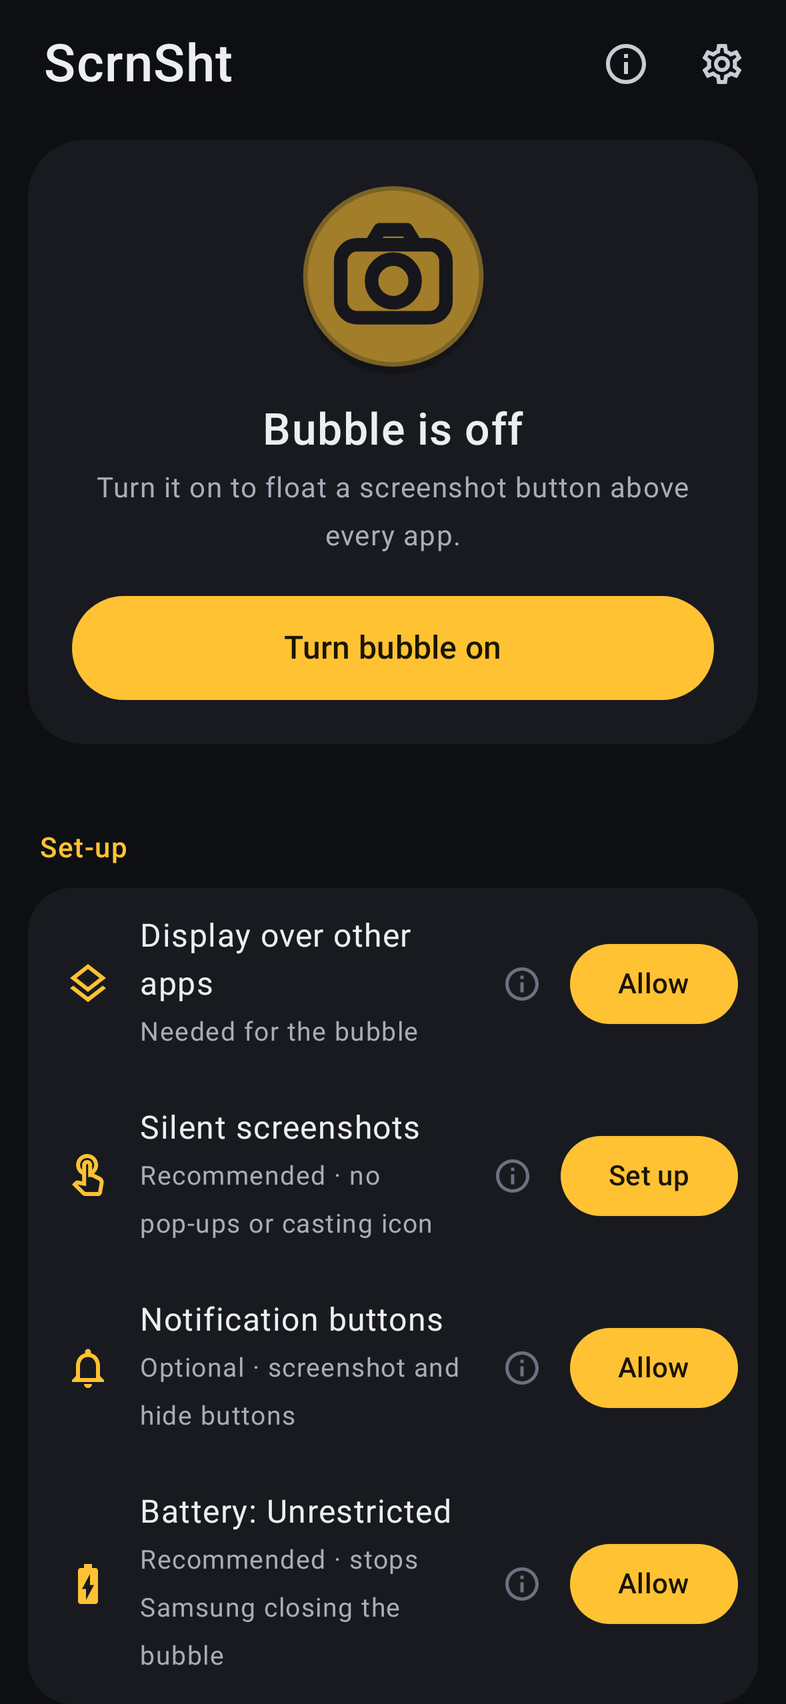 ScrnSht
Bubble is off
Turn it on to float a screenshot button above
every app.
Turn bubble on
Set-up
Display over other
apps
Needed for the bubble
Allow
Silent screenshots
Recommended · no
pop-ups or casting icon
Set up
Notification buttons
Optional · screenshot and
hide buttons
Allow
Battery: Unrestricted
Recommended · stops
Samsung closing the
bubble
Allow